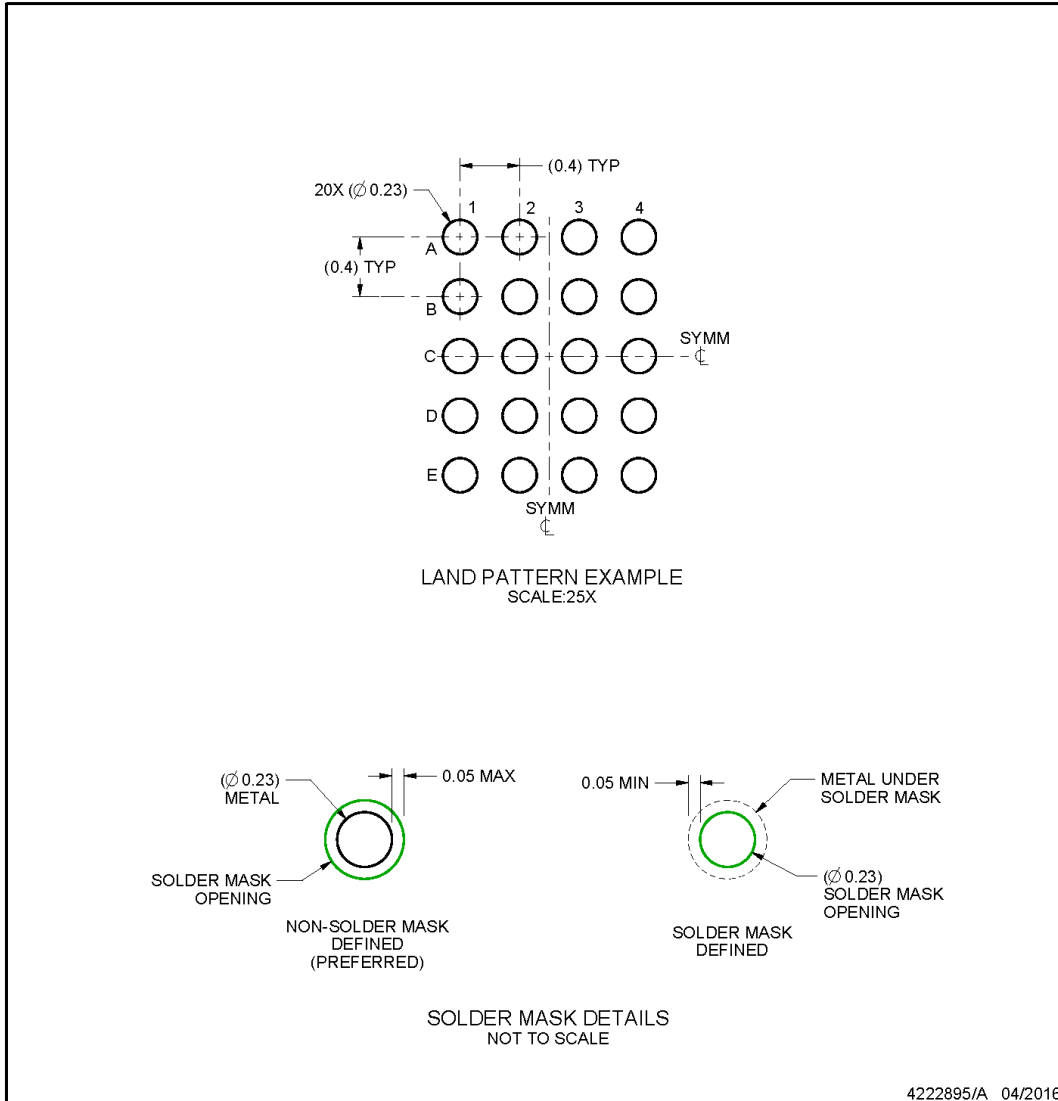 (0.4) TYP
20X (∅ 0.23)
1 2 3 4
A
(0.4) TYP
B
SYMM
C
℄
D
E
SYMM
℄
LAND PATTERN EXAMPLE
SCALE:25X
(∅ 0.23)
METAL
0.05 MAX
0.05 MIN
METAL UNDER
SOLDER MASK
SOLDER MASK
OPENING
(∅ 0.23)
SOLDER MASK
OPENING
NON-SOLDER MASK
DEFINED
(PREFERRED)
SOLDER MASK
DEFINED
SOLDER MASK DETAILS
NOT TO SCALE
4222895/A 04/2016